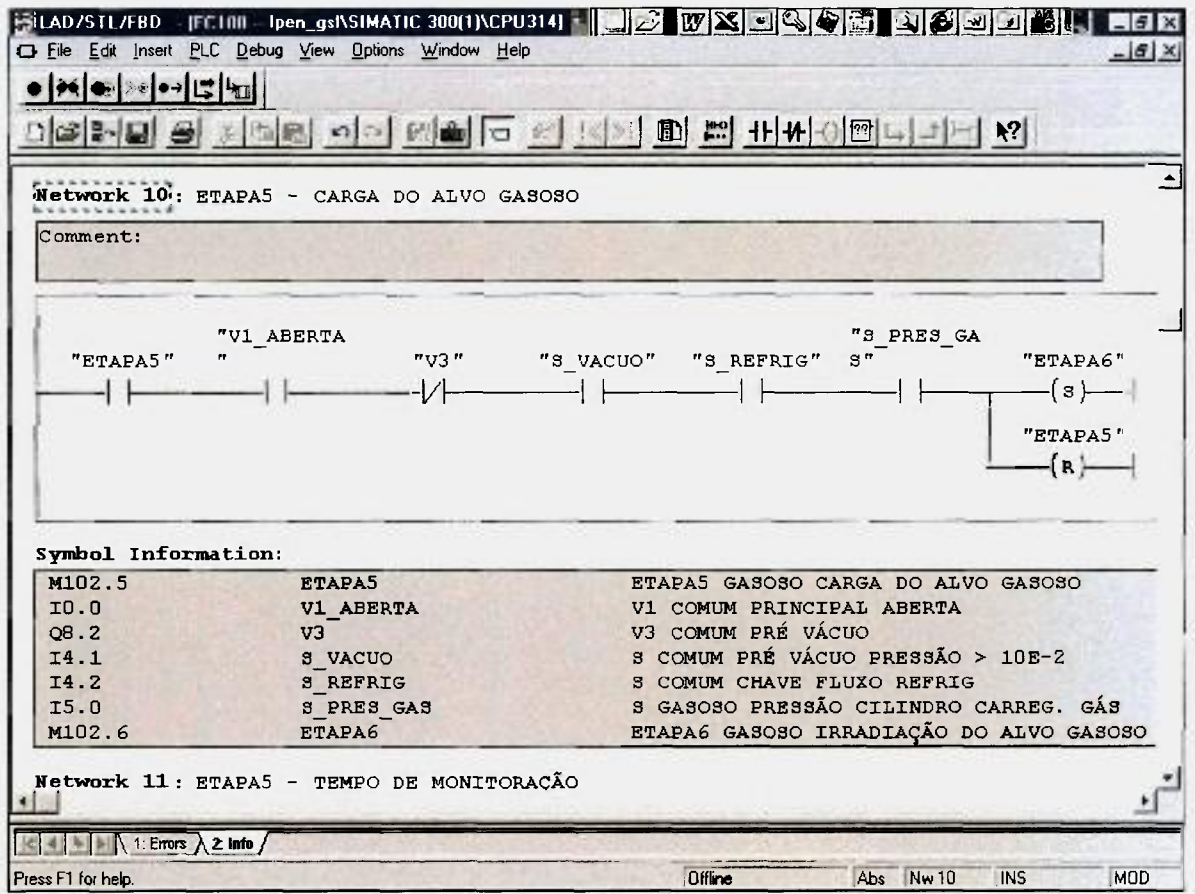 LAD/STL/FBD - [FC100 - Ipen_gsl\SIMATIC 300(1)\CPU314]
File Edit Insert PLC Debug View Options Window Help
Network 10: ETAPA5 - CARGA DO ALVO GASOSO
Comment:
"V1_ABERTA "S_PRES_GA
"ETAPA5" " "V3" "S_VACUO" "S_REFRIG" S" "ETAPA6"
S
"ETAPA5"
R
Symbol Information:
M102.5 ETAPA5 ETAPA5 GASOSO CARGA DO ALVO GASOSO
I0.0 V1_ABERTA V1 COMUM PRINCIPAL ABERTA
Q8.2 V3 V3 COMUM PRÉ VÁCUO
I4.1 S_VACUO S COMUM PRÉ VÁCUO PRESSÃO > 10E-2
I4.2 S_REFRIG S COMUM CHAVE FLUXO REFRIG
I5.0 S_PRES_GAS S GASOSO PRESSÃO CILINDRO CARREG. GÁS
M102.6 ETAPA6 ETAPA6 GASOSO IRRADIAÇÃO DO ALVO GASOSO
Network 11: ETAPA5 - TEMPO DE MONITORAÇÃO
1: Errors 2: Info
Press F1 for help. Offline Abs Nw 10 INS MOD